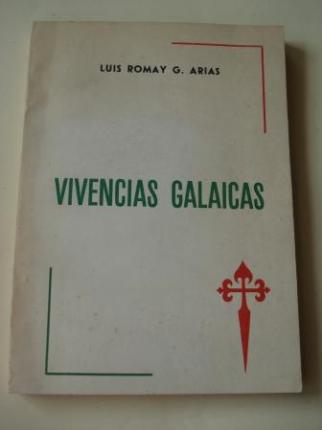 LUIS ROMAY G. ARIAS
VIVENCIAS GALAICAS